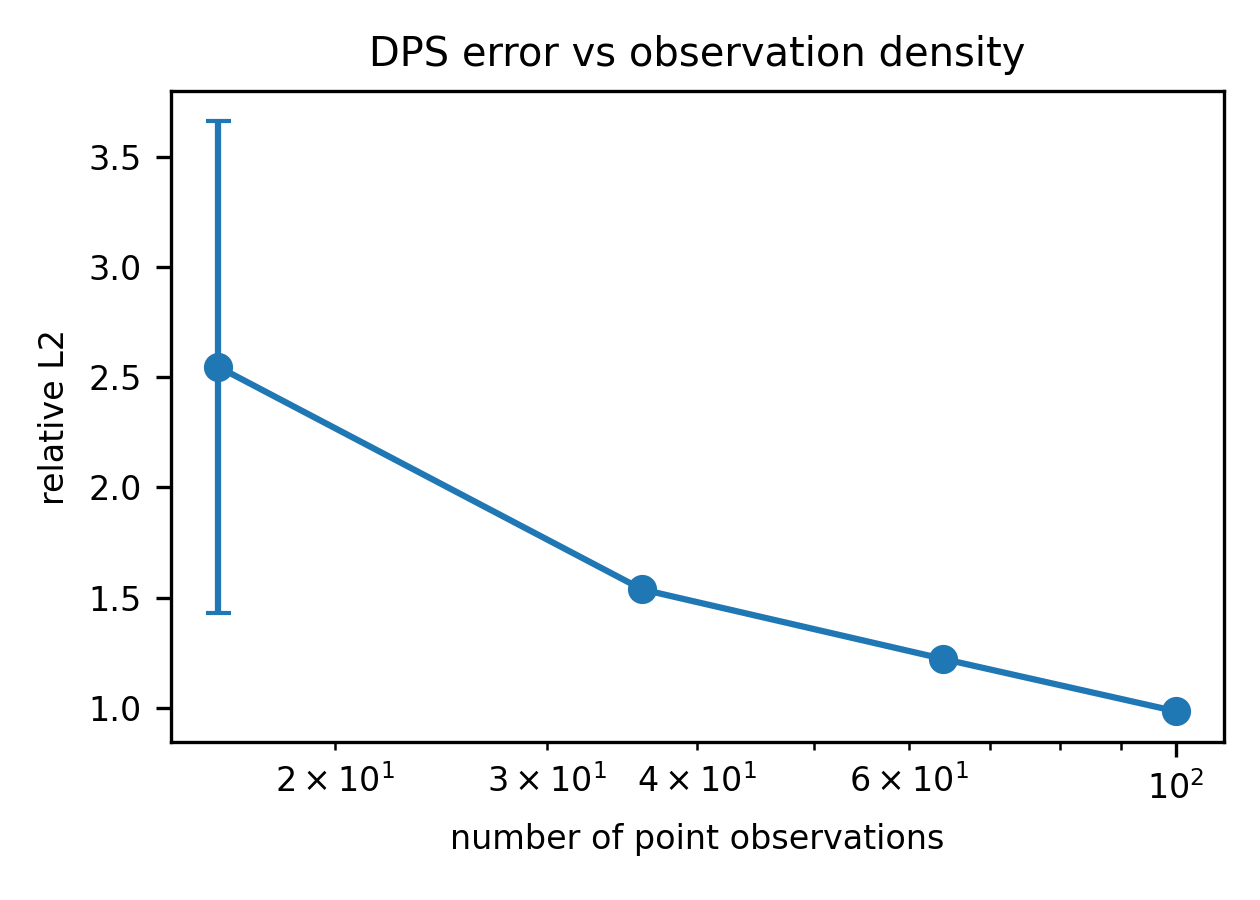 DPS error vs observation density
3.5
3.0
2.5
2.0
1.5
1.0
relative L2
2 × 10¹
3 × 10¹
4 × 10¹
6 × 10¹
10²
number of point observations